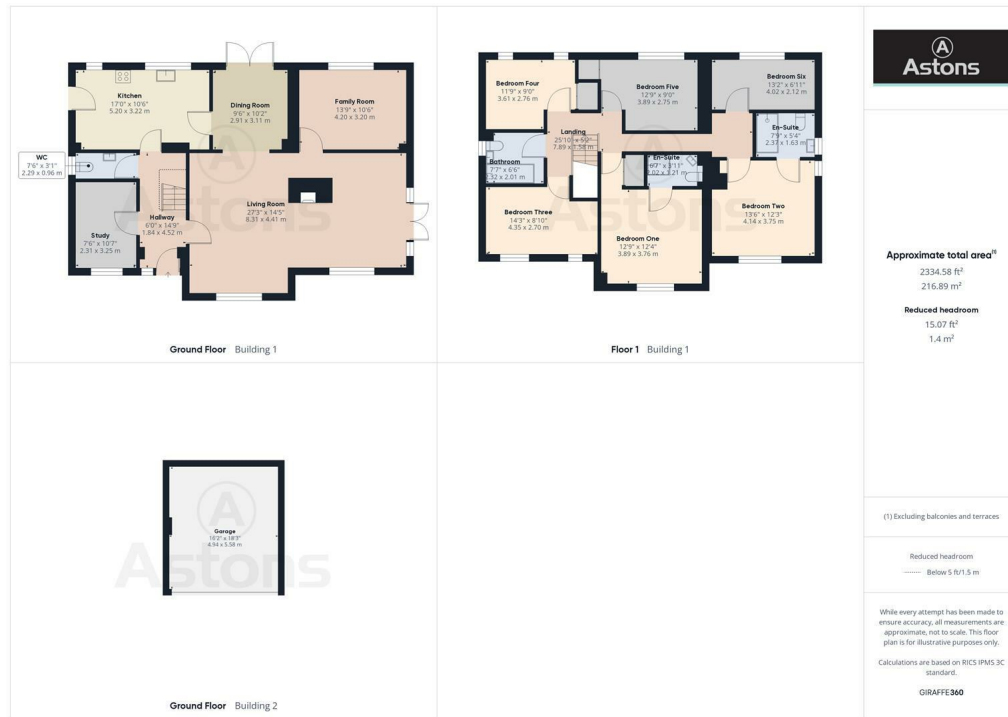 Kitchen
17'0" x 10'6"
5.20 x 3.22 m
Dining Room
9'6" x 10'2"
2.91 x 3.11 m
Family Room
13'9" x 10'6"
4.20 x 3.20 m
WC
7'6" x 3'1"
2.29 x 0.96 m
Study
7'6" x 10'7"
2.31 x 3.25 m
Hallway
6'0" x 14'9"
1.84 x 4.52 m
Living Room
27'3" x 14'5"
8.31 x 4.41 m
Astons
Ground Floor Building 1
Bedroom Four
11'9" x 9'0"
3.61 x 2.76 m
Bedroom Five
12'9" x 9'0"
3.89 x 2.75 m
Bedroom Six
13'2" x 6'11"
4.02 x 2.12 m
Landing
25'10" x 5'2"
7.89 x 1.58 m
En-Suite
7'9" x 5'4"
2.37 x 1.63 m
Bathroom
7'7" x 6'6"
.32 x 2.01 m
En-Suite
6'7" x 3'11"
2.02 x 1.21 m
Bedroom Three
14'3" x 8'10"
4.35 x 2.70 m
Bedroom One
12'9" x 12'4"
3.89 x 3.76 m
Bedroom Two
13'6" x 12'3"
4.14 x 3.75 m
Astons
Floor 1 Building 1
Garage
16'2" x 18'3"
4.94 x 5.58 m
A
Astons
Ground Floor Building 2
A
Astons
Approximate total area(1)
2334.58 ft²
216.89 m²
Reduced headroom
15.07 ft²
1.4 m²
(1) Excluding balconies and terraces
Reduced headroom
Below 5 ft/1.5 m
While every attempt has been made to
ensure accuracy, all measurements are
approximate, not to scale. This floor
plan is for illustrative purposes only.
Calculations are based on RICS IPMS 3C
standard.
GIRAFFE360